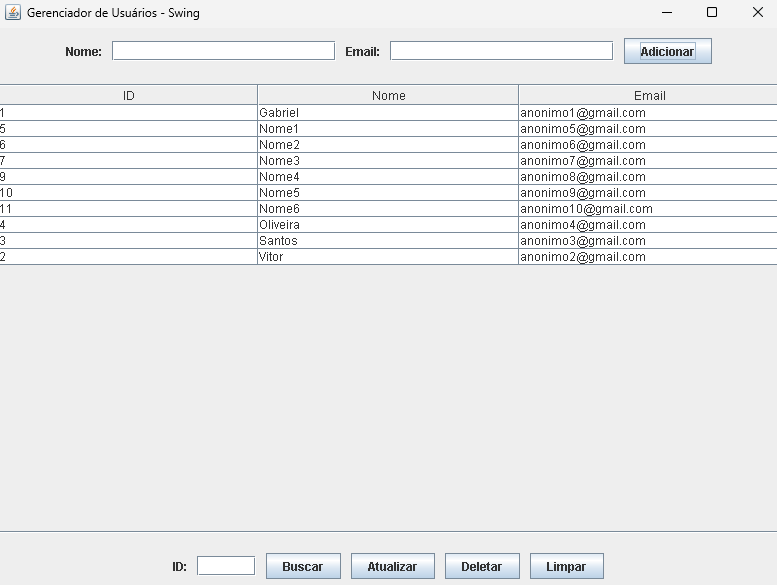 Gerenciador de Usuários - Swing
Nome: Email: Adicionar
ID Nome Email
1 Gabriel anonimo1@gmail.com
5 Nome1 anonimo5@gmail.com
6 Nome2 anonimo6@gmail.com
7 Nome3 anonimo7@gmail.com
9 Nome4 anonimo8@gmail.com
10 Nome5 anonimo9@gmail.com
11 Nome6 anonimo10@gmail.com
4 Oliveira anonimo4@gmail.com
3 Santos anonimo3@gmail.com
2 Vitor anonimo2@gmail.com
ID: Buscar Atualizar Deletar Limpar